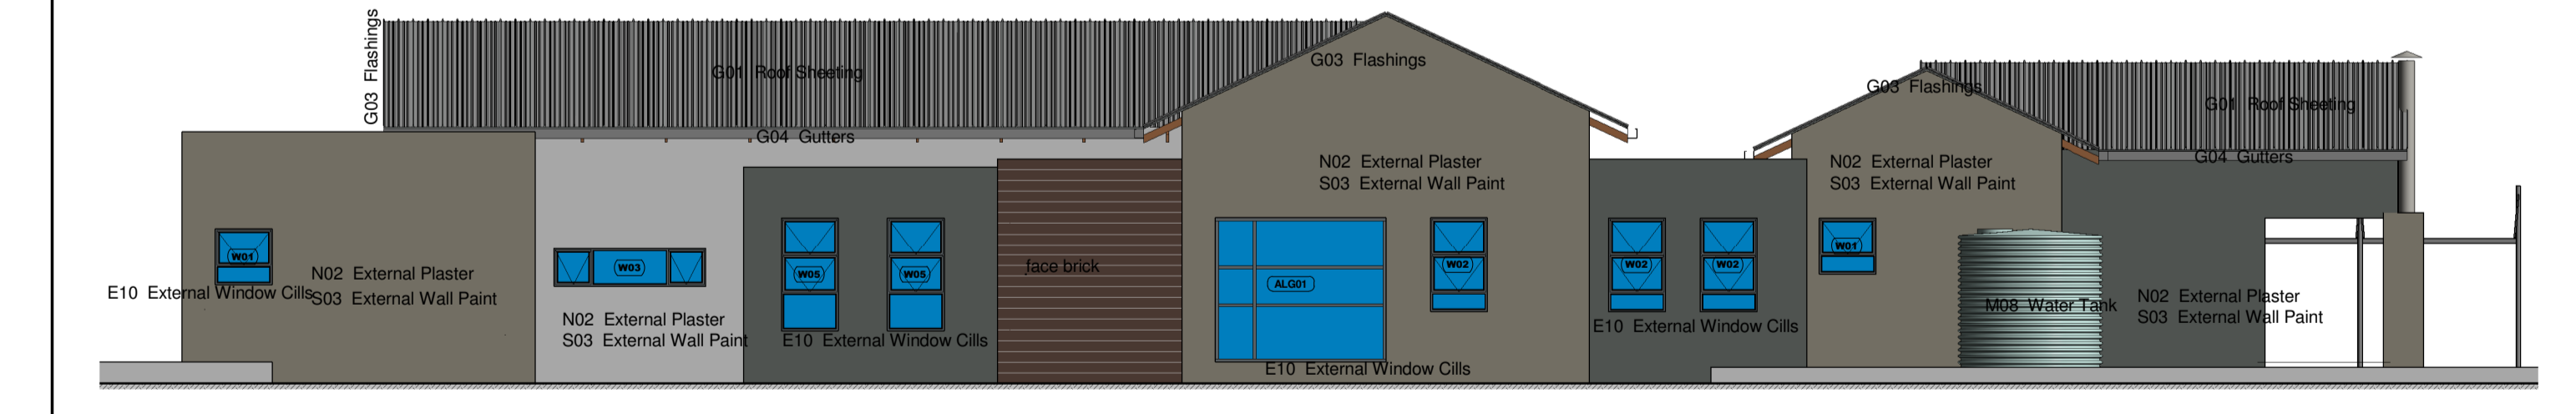 G03 Flashings
G01 Roof Sheeting
G04 Gutters
G03 Flashings
G03 Flashings
G01 Roof Sheeting
G04 Gutters
N02 External Plaster
S03 External Wall Paint
N02 External Plaster
S03 External Wall Paint
W01
N02 External Plaster
E10 External Window Cills
S03 External Wall Paint
W03
N02 External Plaster
S03 External Wall Paint
W05
W05
E10 External Window Cills
face brick
ALG01
W02
E10 External Window Cills
W02
W02
E10 External Window Cills
W01
M08 Water Tank
N02 External Plaster
S03 External Wall Paint